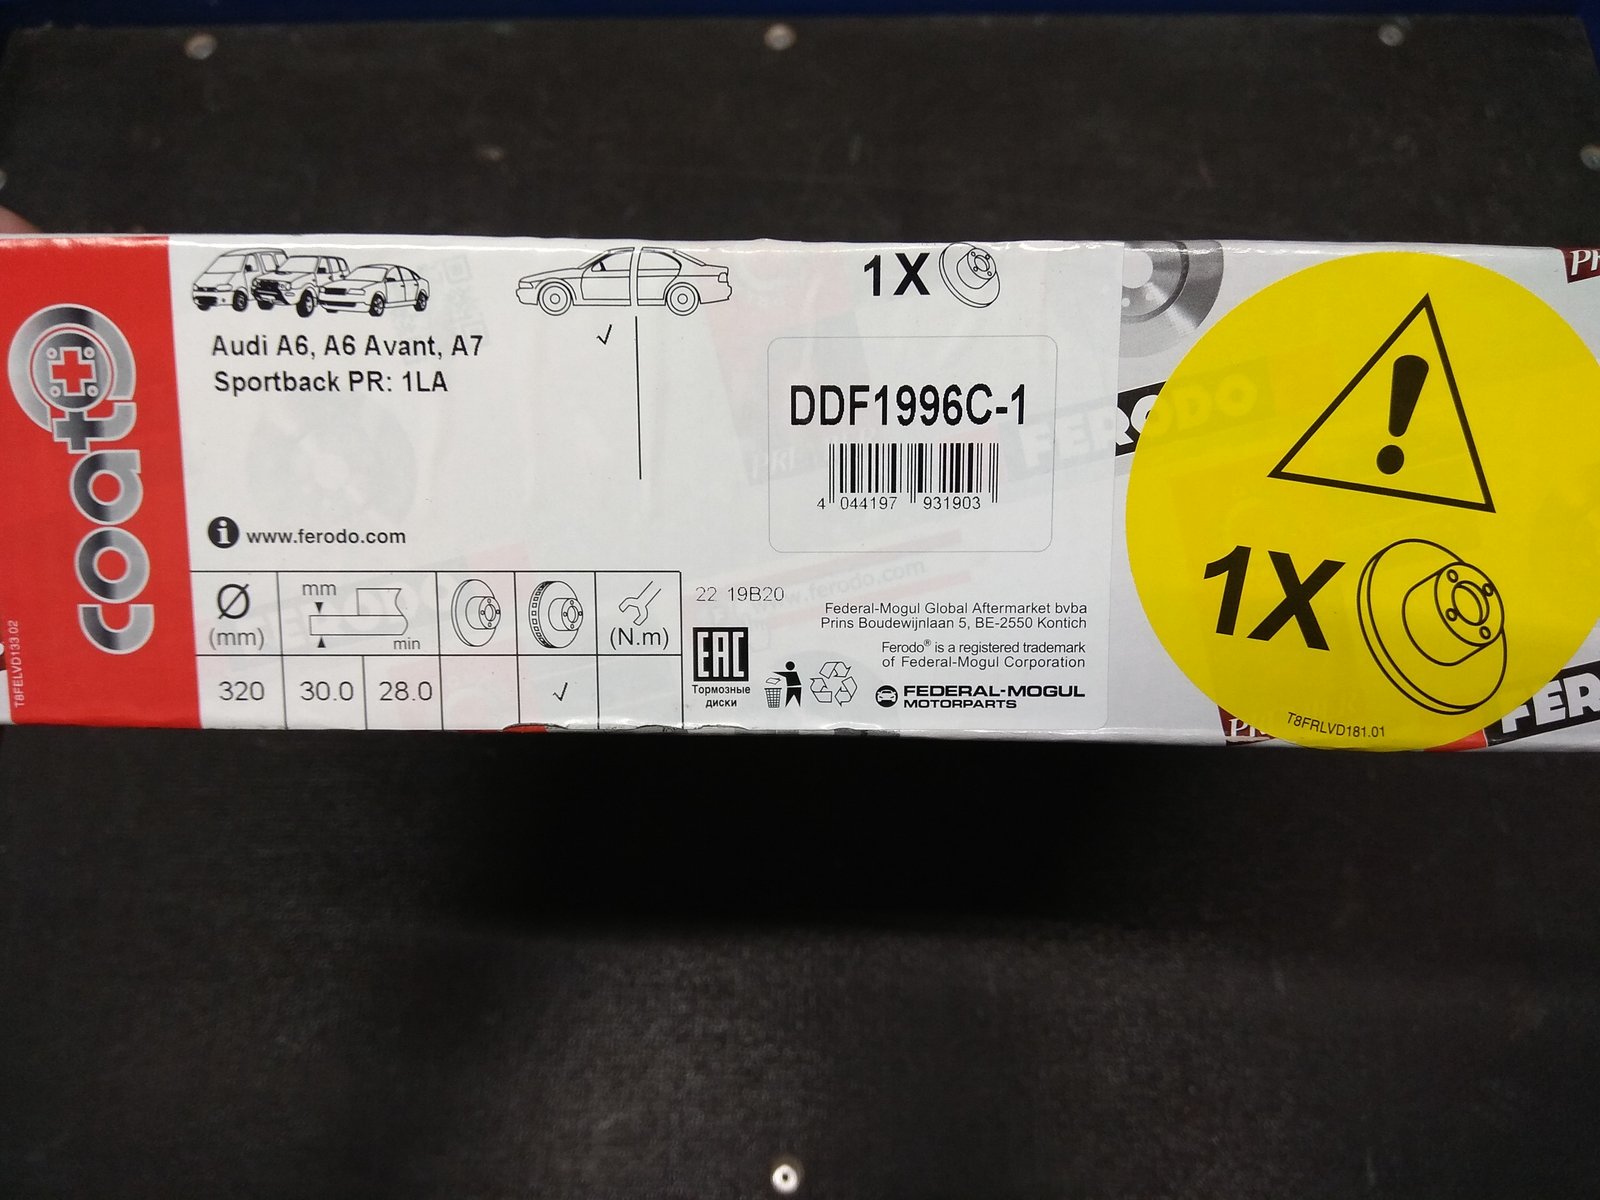 coat
1X
Audi A6, A6 Avant, A7
Sportback PR: 1LA
DDF1996C-1
4 044197 931903
i www.ferodo.com
Ø
(mm)
mm
min
(N.m)
320
30.0
28.0
22 19B20
EAC
Тормозные
диски
Federal-Mogul Global Aftermarket bvba
Prins Boudewijnlaan 5, BE-2550 Kontich
Ferodo® is a registered trademark
of Federal-Mogul Corporation
FEDERAL-MOGUL
MOTORPARTS
T8FELVD133.02
FERODO
!
1X
T8FRLVD181.01
PR
FER